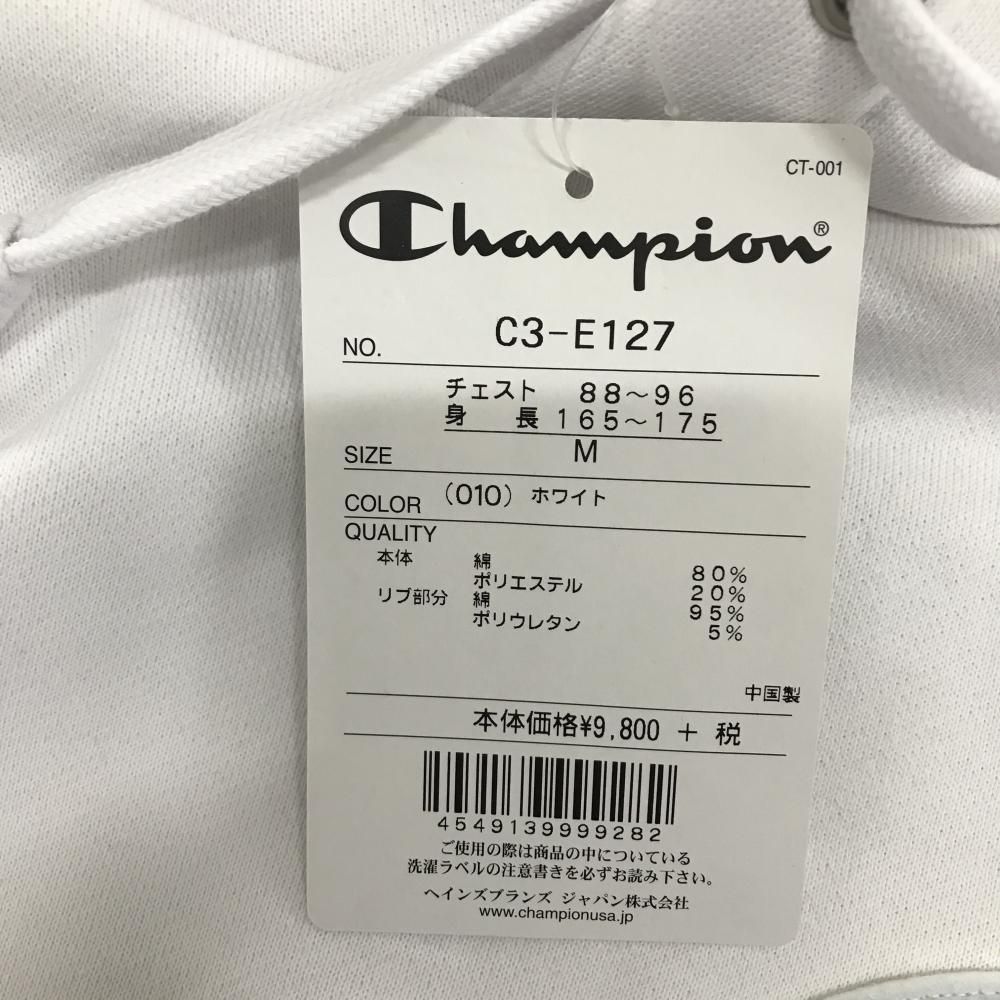 CT-001
Champion®
NO. C3-E127
チェスト 88～96
身 長 165～175
SIZE M
COLOR (010) ホワイト
QUALITY
本体 綿 80%
ポリエステル 20%
リブ部分 綿 95%
ポリウレタン 5%
中国製
本体価格¥9,800 + 税
4549139999282
ご使用の際は商品の中についている
洗濯ラベルの注意書きを必ずお読み下さい。
ヘインズブランズ ジャパン株式会社
www.championusa.jp